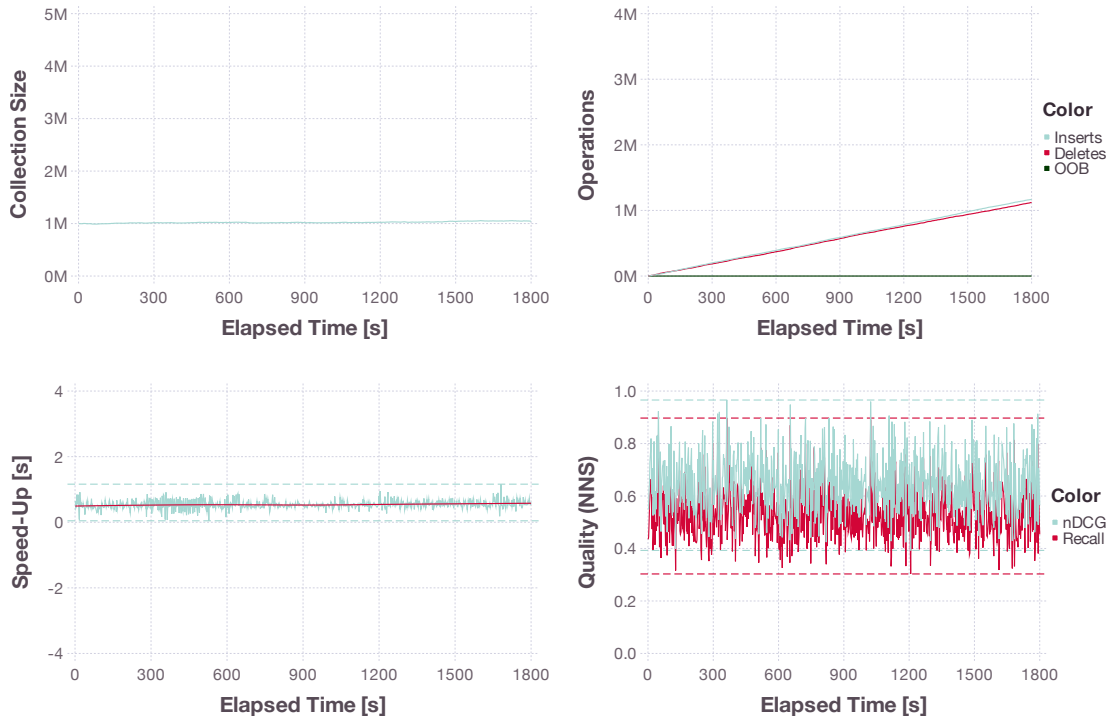 Collection Size
5M
4M
3M
2M
1M
0M
0 300 600 900 1200 1500 1800
Elapsed Time [s]
Operations
4M
3M
2M
1M
0M
0 300 600 900 1200 1500 1800
Elapsed Time [s]
Color
Inserts
Deletes
OOB
Speed-Up [s]
4
2
0
-2
-4
0 300 600 900 1200 1500 1800
Elapsed Time [s]
Quality (NNS)
1.0
0.8
0.6
0.4
0.2
0.0
0 300 600 900 1200 1500 1800
Elapsed Time [s]
Color
nDCG
Recall